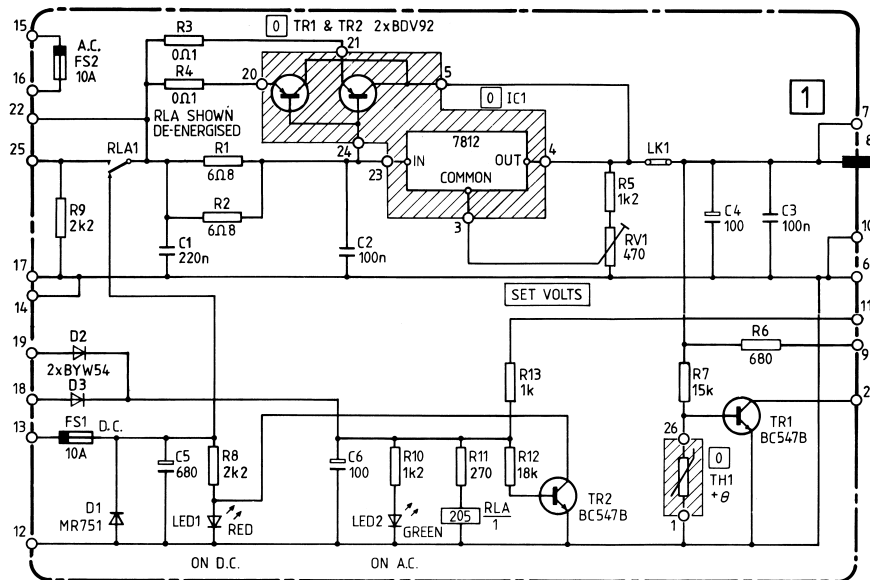 0 TR1 & TR2 2xBDV92
15
A.C.
FS2
10A
R3
0Ω1
21
R4
0Ω1
20
5
16
0 IC1
1
22
RLA SHOWN
DE-ENERGISED
7
24
7812
25
RLA1
R1
6Ω8
23
IN
OUT
4
LK1
8
COMMON
R9
2k2
R2
6Ω8
R5
1k2
C4
100
C3
100n
C1
220n
C2
100n
3
RV1
470
10
17
6
14
SET VOLTS
11
D2
19
2xBYW54
R6
680
9
D3
18
R13
1k
R7
15k
2
13
FS1
D.C.
10A
TR1
BC547B
26
C5
680
R8
2k2
C6
100
R10
1k2
R11
270
R12
18k
0
TH1
+θ
D1
MR751
LED1
RED
LED2
GREEN
205
RLA
1
TR2
BC547B
1
12
ON D.C.
ON A.C.